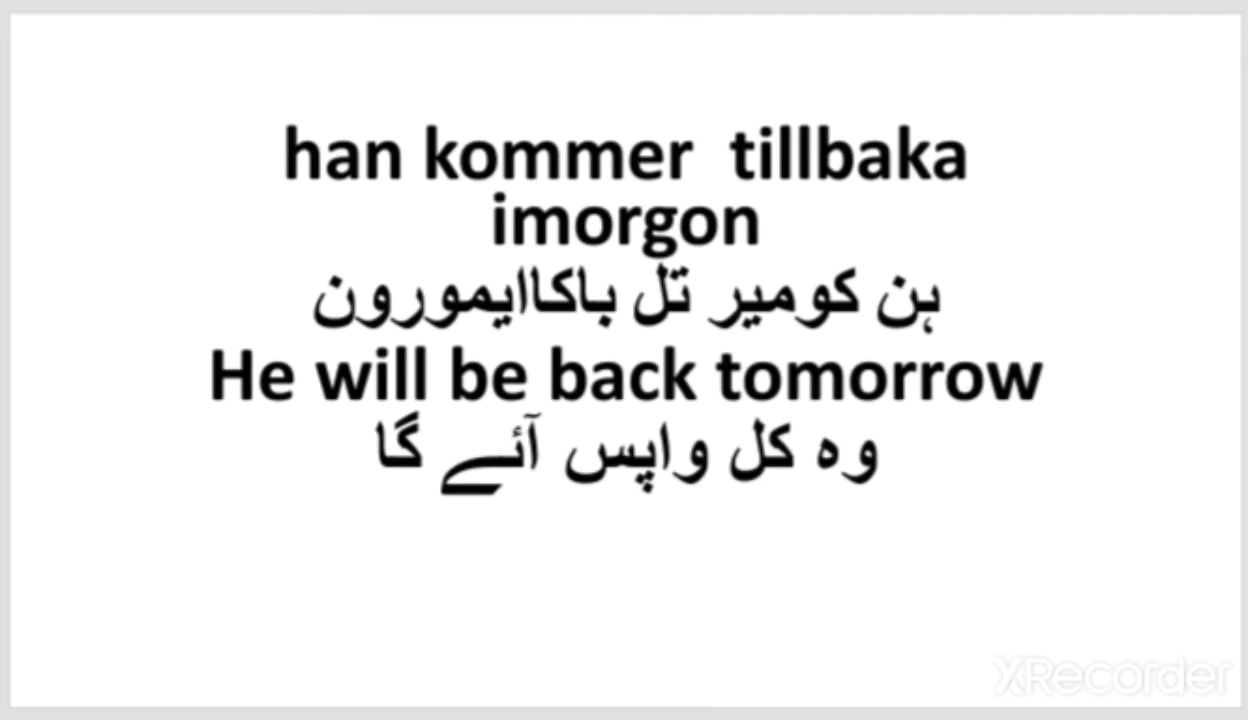 han kommer tillbaka
imorgon
ہن کومیر تل باکاایمورون
He will be back tomorrow
وہ کل واپس آئے گا
XRecorder